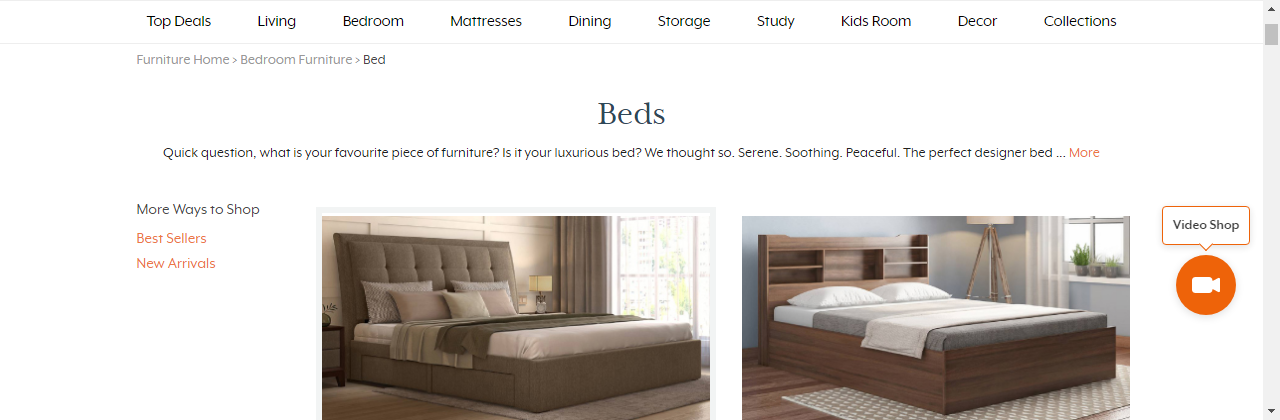 Top Deals Living Bedroom Mattresses Dining Storage Study Kids Room Decor Collections
Furniture Home > Bedroom Furniture > Bed
Beds
Quick question, what is your favourite piece of furniture? Is it your luxurious bed? We thought so. Serene. Soothing. Peaceful. The perfect designer bed ... More
More Ways to Shop
Best Sellers
New Arrivals
Video Shop